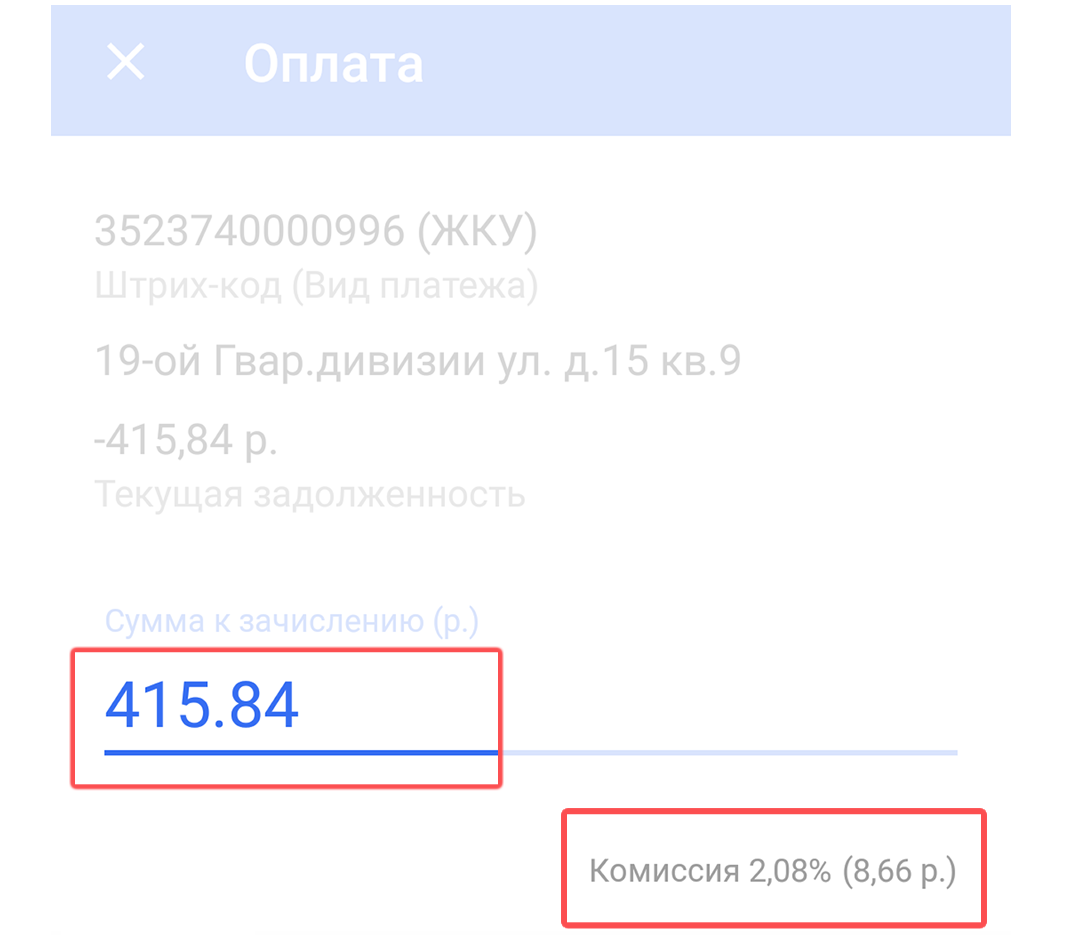 Оплата
3523740000996 (ЖКУ)
Штрих-код (Вид платежа)
19-ой Гвар.дивизии ул. д.15 кв.9
-415,84 р.
Текущая задолженность
Сумма к зачислению (р.)
415.84
Комиссия 2,08% (8,66 р.)